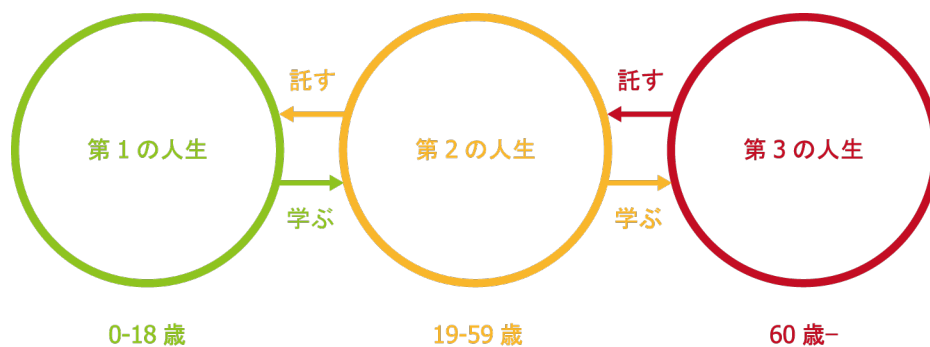 託す
託す
第1の人生
第2の人生
第3の人生
学ぶ
学ぶ
0-18 歳
19-59 歳
60 歳−